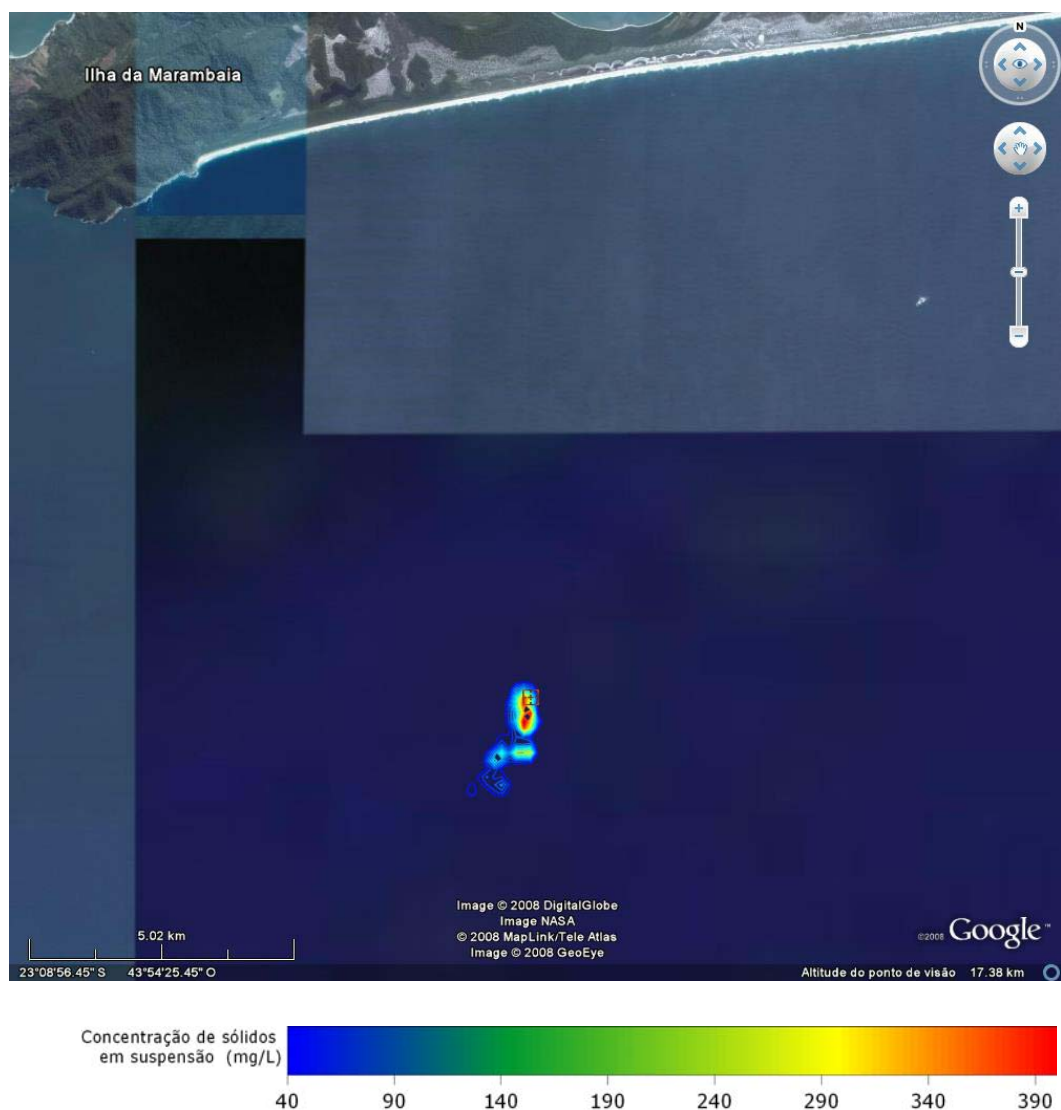 Ilha da Marambaia
N
Image © 2008 DigitalGlobe
Image NASA
© 2008 MapLink/Tele Atlas
Image © 2008 GeoEye
5.02 km
©2008 Google™
23°08'56.45" S 43°54'25.45" O
Altitude do ponto de visão 17.38 km
Concentração de sólidos
em suspensão (mg/L)
40 90 140 190 240 290 340 390